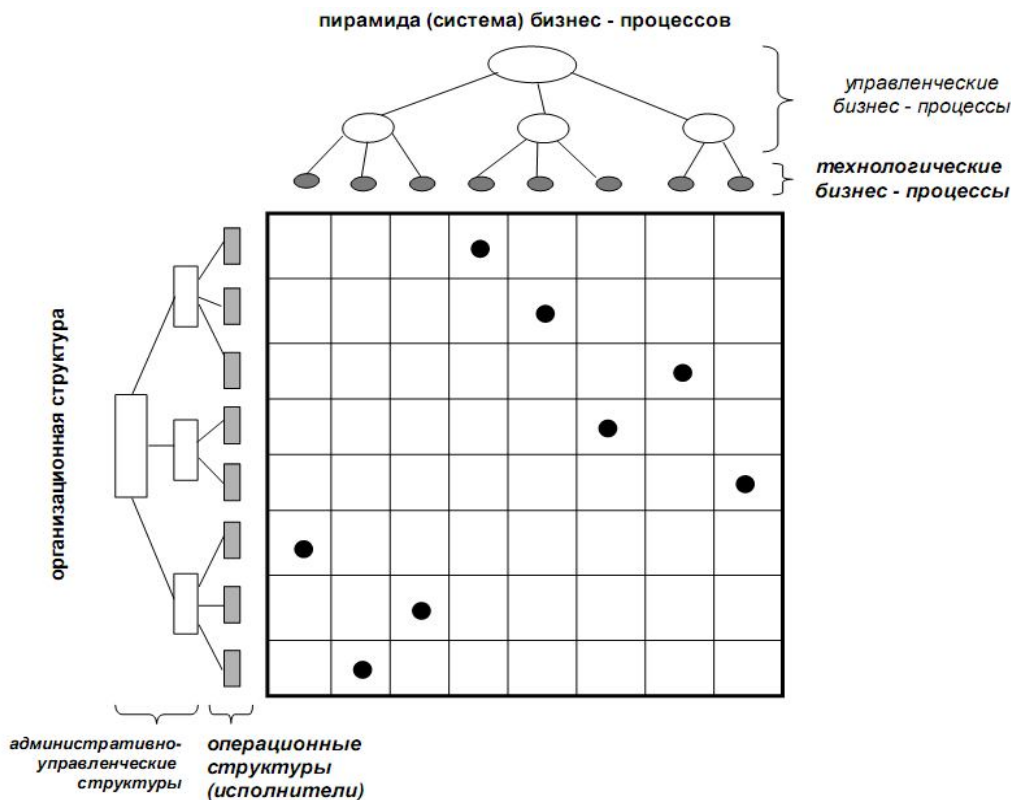 пирамида (система) бизнес - процессов
управленческие
бизнес - процессы
технологические
бизнес - процессы
организационная структура
административно-
управленческие
структуры
операционные
структуры
(исполнители)